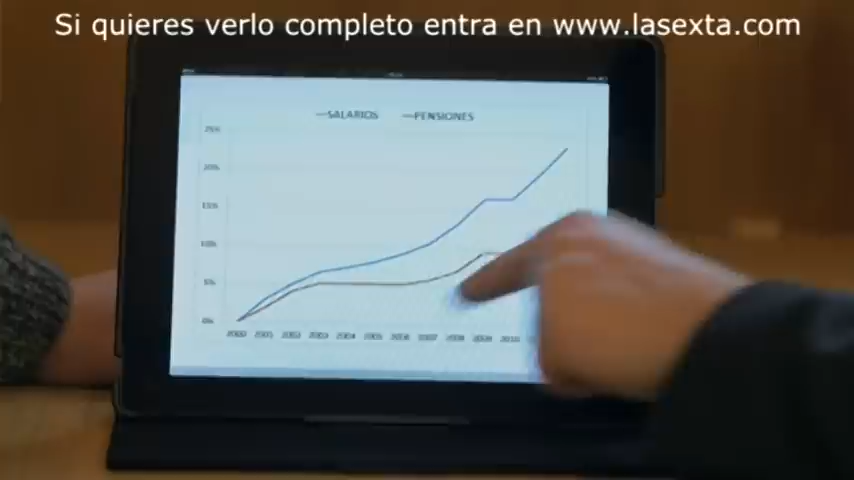 Si quieres verlo completo entra en www.lasexta.com
SALARIOS PENSIONES
25%
20%
15%
10%
5%
0%
2000 2001 2002 2003 2004 2005 2006 2007 2008 2009 2010